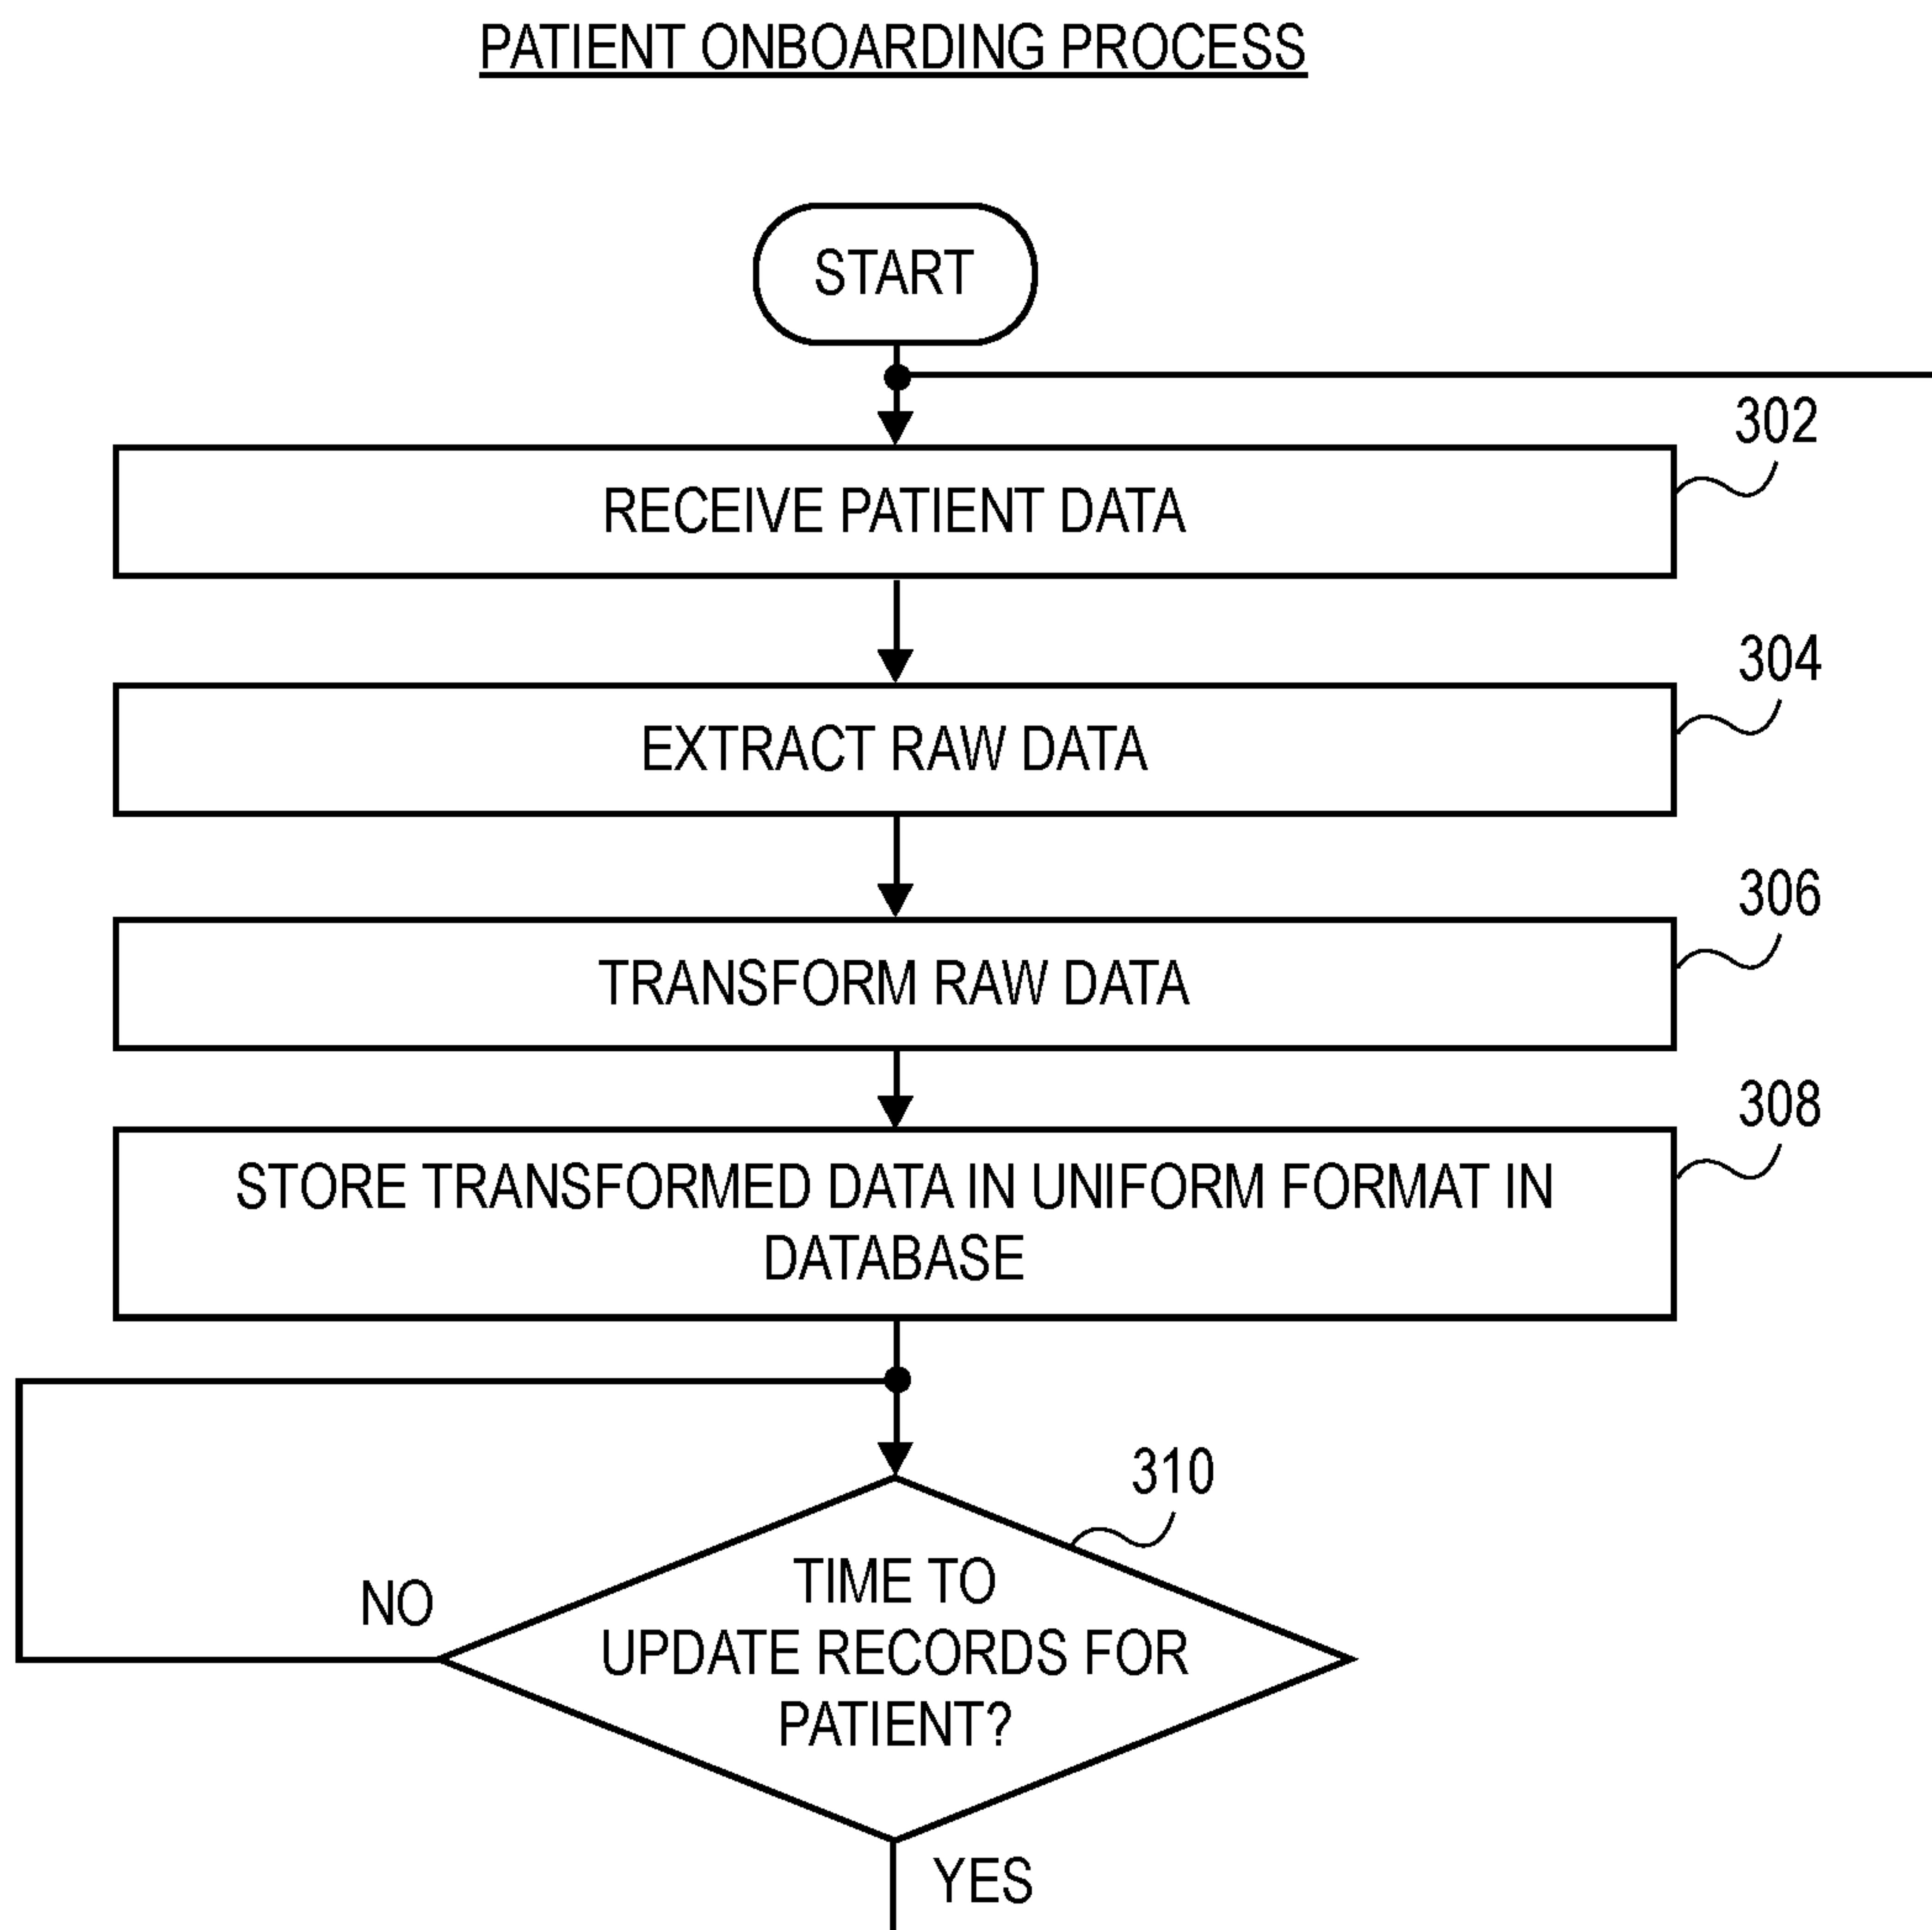 PATIENT ONBOARDING PROCESS
START
302
RECEIVE PATIENT DATA
304
EXTRACT RAW DATA
306
TRANSFORM RAW DATA
308
STORE TRANSFORMED DATA IN UNIFORM FORMAT IN
DATABASE
310
TIME TO
UPDATE RECORDS FOR
PATIENT?
NO
YES